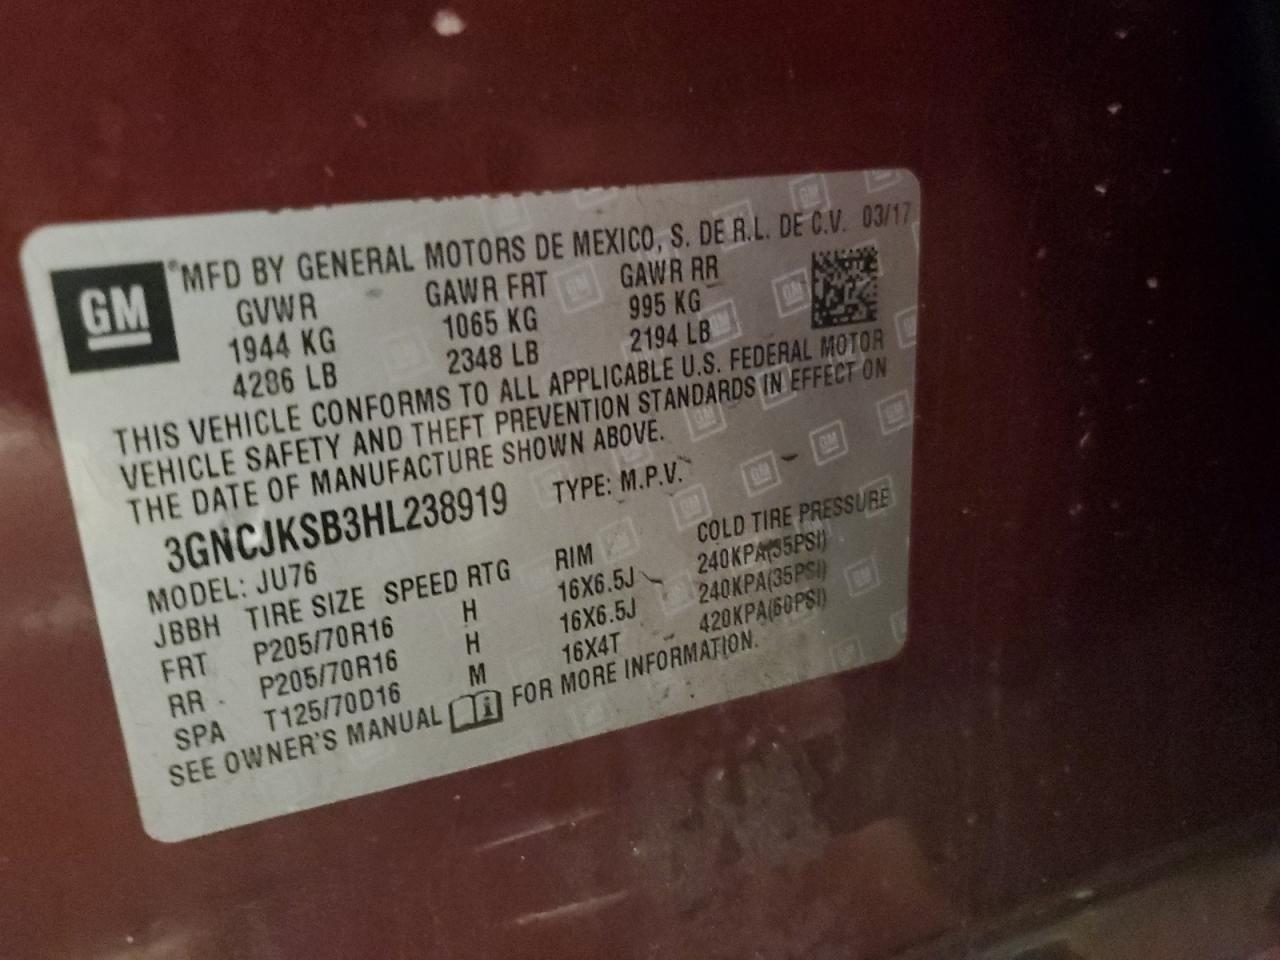 GM
®MFD BY GENERAL MOTORS DE MEXICO, S. DE R.L. DE C.V. 03/17
GVWR GAWR FRT GAWR RR
1944 KG 1065 KG 995 KG
4286 LB 2348 LB 2194 LB
THIS VEHICLE CONFORMS TO ALL APPLICABLE U.S. FEDERAL MOTOR
VEHICLE SAFETY AND THEFT PREVENTION STANDARDS IN EFFECT ON
THE DATE OF MANUFACTURE SHOWN ABOVE.
3GNCJKSB3HL238919 TYPE: M.P.V.
MODEL: JU76
JBBH TIRE SIZE SPEED RTG RIM COLD TIRE PRESSURE
FRT P205/70R16 H 16X6.5J 240KPA(35PSI)
RR P205/70R16 H 16X6.5J 240KPA(35PSI)
SPA T125/70D16 M 16X4T 420KPA(60PSI)
SEE OWNER'S MANUAL FOR MORE INFORMATION.